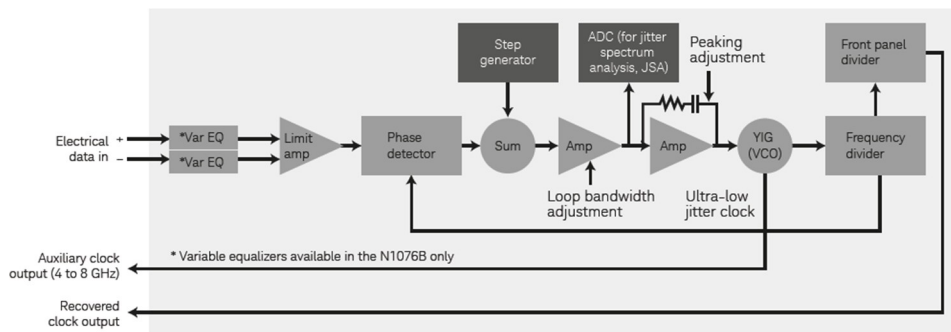 Step
generator
ADC (for jitter
spectrum
analysis, JSA)
Peaking
adjustment
Front panel
divider
Electrical
data in
+
−
*Var EQ
*Var EQ
Limit
amp
Phase
detector
Sum
Amp
Amp
YIG
(VCO)
Frequency
divider
Loop bandwidth
adjustment
Ultra-low
jitter clock
* Variable equalizers available in the N1076B only
Auxiliary clock
output (4 to 8 GHz)
Recovered
clock output